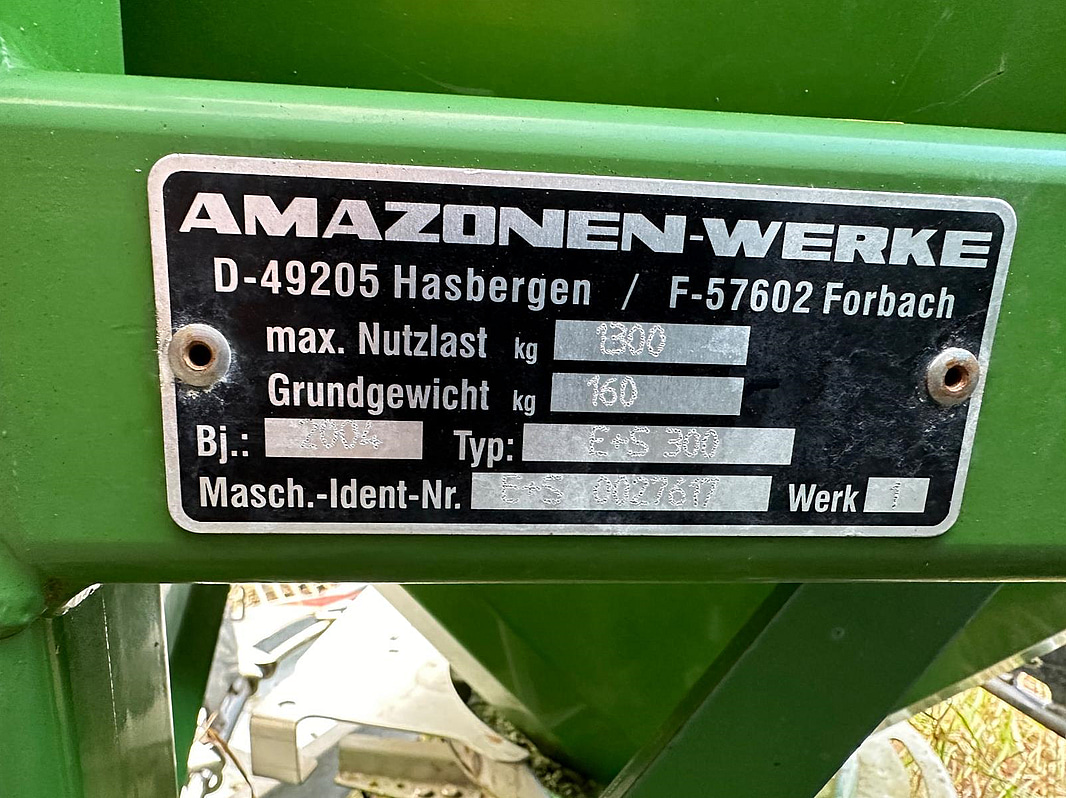 AMAZONEN-WERKE
D-49205 Hasbergen / F-57602 Forbach
max. Nutzlast kg 1300
Grundgewicht kg 160
Bj.: 2004 Typ: E+S 300
Masch.-Ident-Nr. E+S 0027617 Werk 1